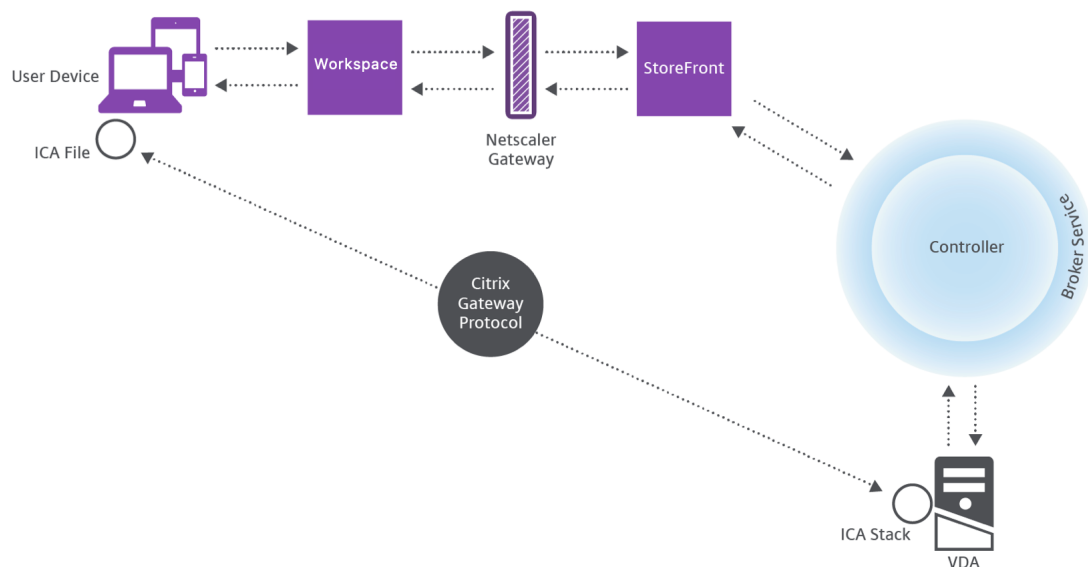 User Device
Workspace
StoreFront
Netscaler
Gateway
ICA File
Broker Service
Controller
Citrix
Gateway
Protocol
ICA Stack
VDA